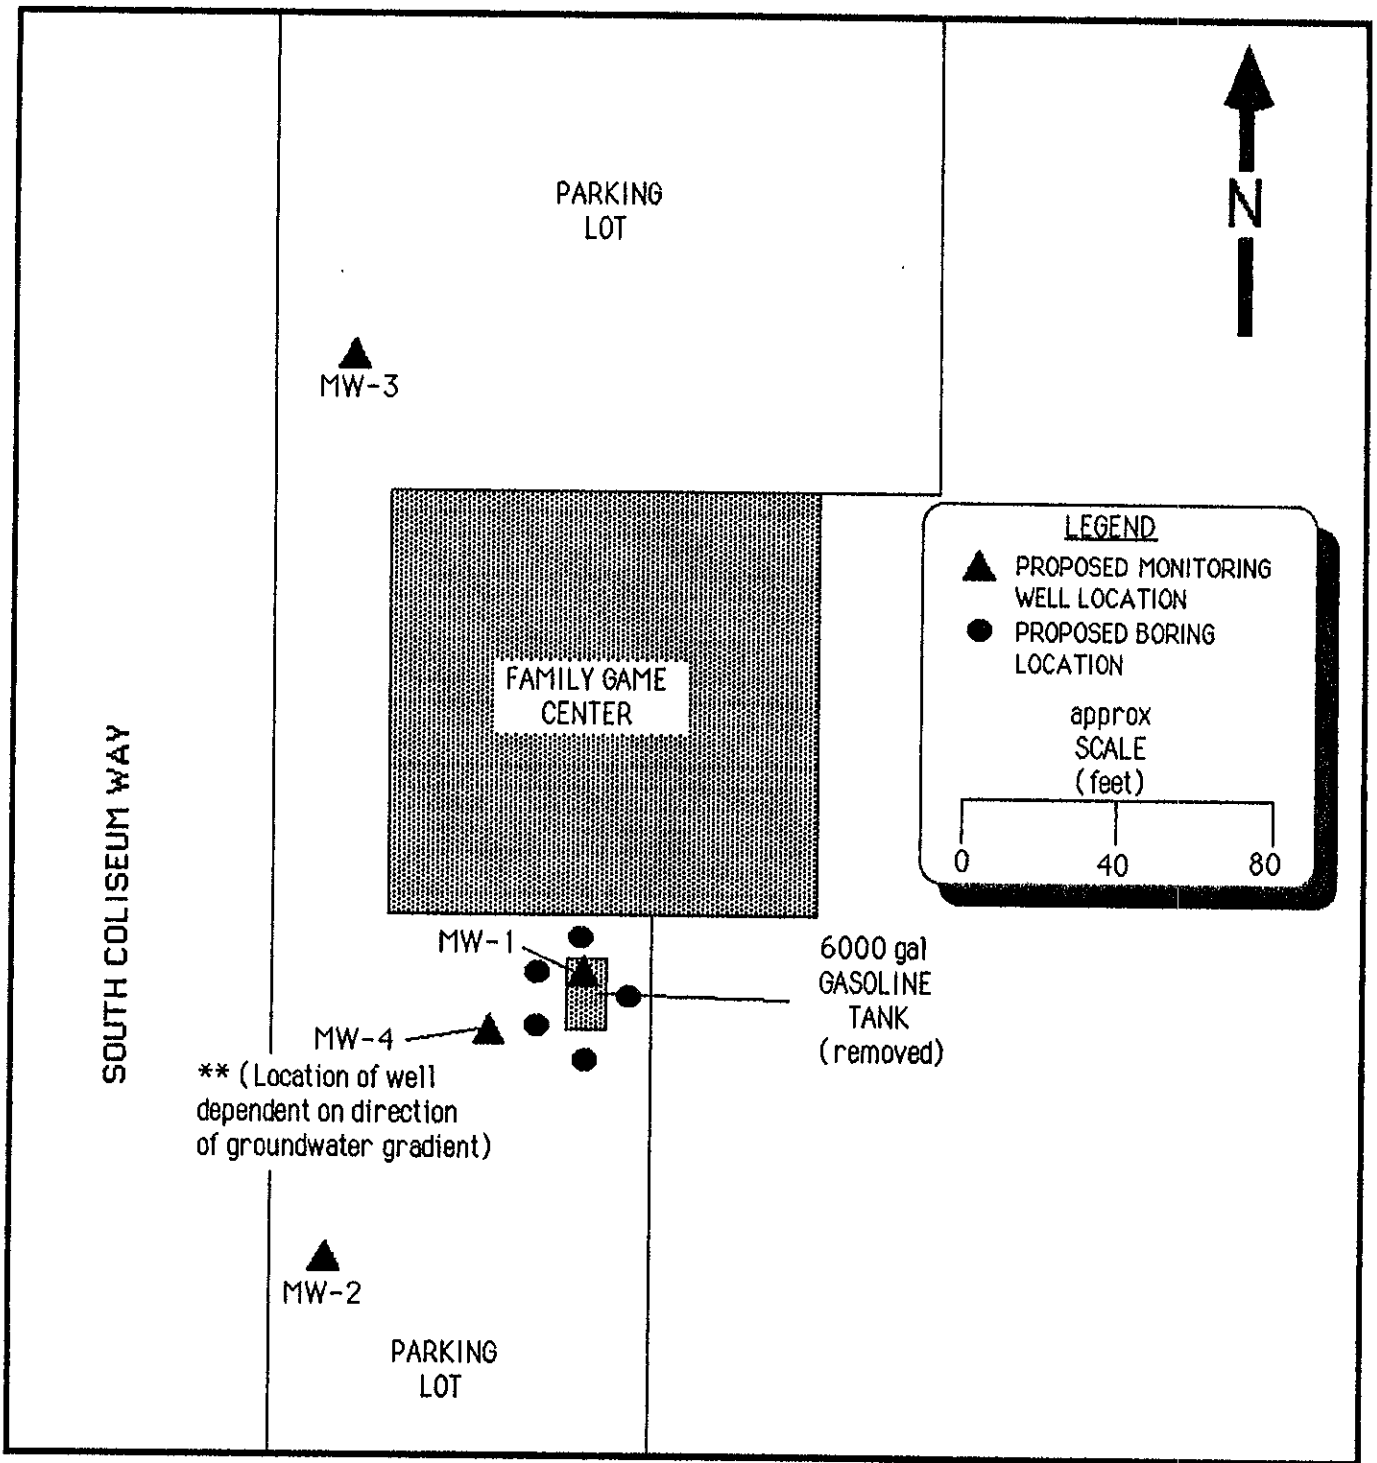 PARKING
LOT
N
MW-3
LEGEND
PROPOSED MONITORING
WELL LOCATION
PROPOSED BORING
LOCATION
approx
SCALE
(feet)
0 40 80
FAMILY GAME
CENTER
SOUTH COLISEUM WAY
MW-1
6000 gal
GASOLINE
TANK
(removed)
MW-4
** (Location of well
dependent on direction
of groundwater gradient)
MW-2
PARKING
LOT